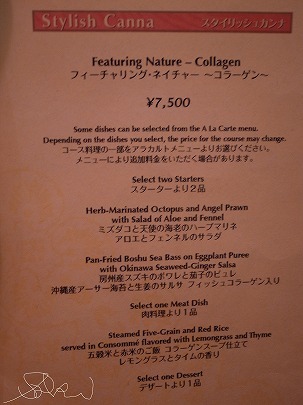 Stylish Canna スタイリッシュカンナ
Featuring Nature – Collagen
フィーチャリング・ネイチャー ～コラーゲン～
¥7,500
Some dishes can be selected from the A La Carte menu.
Depending on the dishes you select, the price for the course may change.
コース料理の一部をアラカルトメニューよりお選びください。
メニューにより追加料金をいただく場合があります。
Select two Starters
スターターより2品
Herb-Marinated Octopus and Angel Prawn
with Salad of Aloe and Fennel
ミズダコと天使の海老のハーブマリネ
アロエとフェンネルのサラダ
Pan-Fried Boshu Sea Bass on Eggplant Puree
with Okinawa Seaweed-Ginger Salsa
房州産スズキのポワレと茄子のピュレ
沖縄産アーサー海苔と生姜のサルサ フィッシュコラーゲン入り
Select one Meat Dish
肉料理より1品
Steamed Five-Grain and Red Rice
served in Consommé flavored with Lemongrass and Thyme
五穀米と赤米のご飯 コラーゲンスープ仕立て
レモングラスとタイムの香り
Select one Dessert
デザートより1品